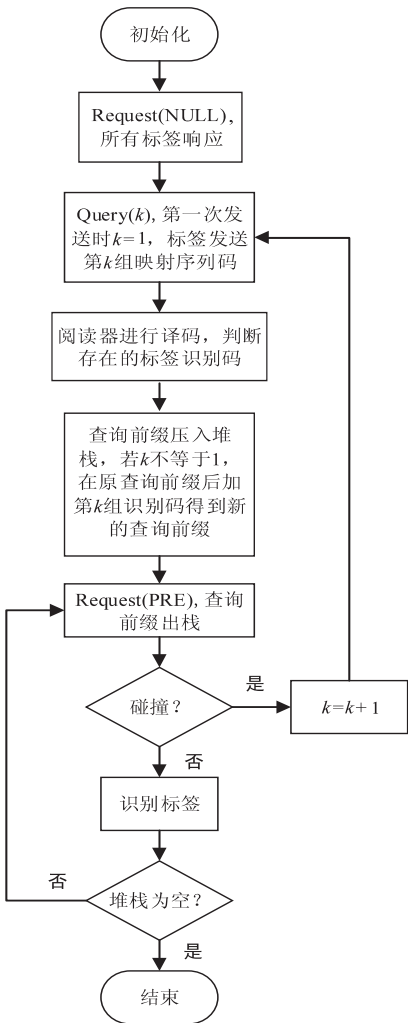 初始化
Request(NULL),
所有标签响应
Query(k), 第一次发
送时k=1，标签发送
第k组映射序列码
阅读器进行译码，判断
存在的标签识别码
查询前缀压入堆
栈，若k不等于1，
在原查询前缀后加
第k组识别码得到新
的查询前缀
Request(PRE), 查询
前缀出栈
碰撞？
是
k=k+1
否
识别标签
否
堆栈为空？
是
结束